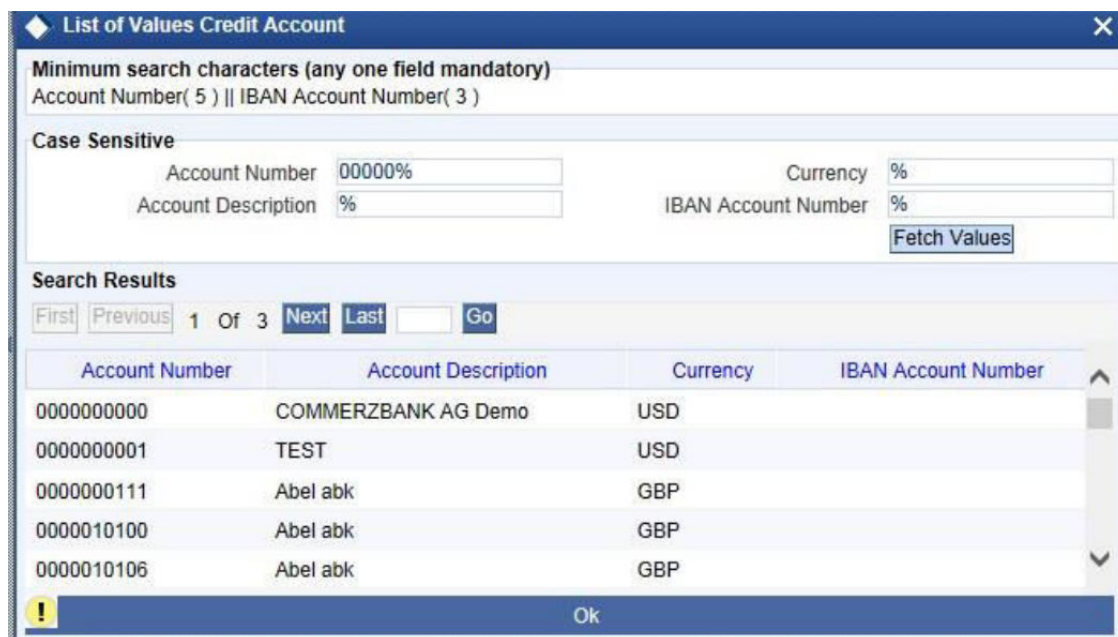 List of Values Credit Account
Minimum search characters (any one field mandatory)
Account Number( 5 ) || IBAN Account Number( 3 )
Case Sensitive
Account Number 00000% Currency %
Account Description % IBAN Account Number %
Fetch Values
Search Results
First Previous 1 Of 3 Next Last Go
Account Number Account Description Currency IBAN Account Number
0000000000 COMMERZBANK AG Demo USD
0000000001 TEST USD
0000000111 Abel abk GBP
0000010100 Abel abk GBP
0000010106 Abel abk GBP
! Ok